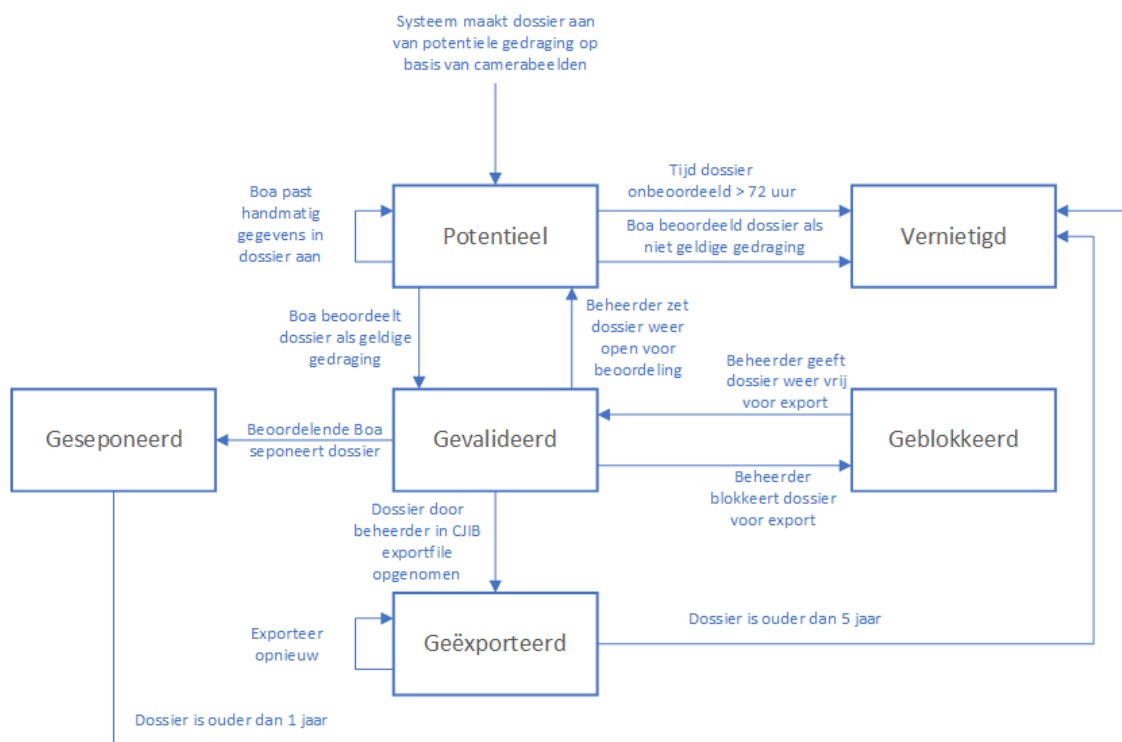 Systeem maakt dossier aan
van potentiele gedraging op
basis van camerabeelden
Boa past
handmatig
gegevens in
dossier aan
Potentieel
Tijd dossier
onbeoordeeld > 72 uur
Boa beoordeeld dossier als
niet geldige gedraging
Vernietigd
Boa beoordeelt
dossier als geldige
gedraging
Beheerder zet
dossier weer
open voor
beoordeling
Beheerder geeft
dossier weer vrij
voor export
Geseponeerd
Beoordelende Boa
seponeert dossier
Gevalideerd
Geblokkeerd
Beheerder
blokkeert dossier
voor export
Dossier door
beheerder in CJIB
exportfile
opgenomen
Exporteer
opnieuw
Geëxporteerd
Dossier is ouder dan 5 jaar
Dossier is ouder dan 1 jaar